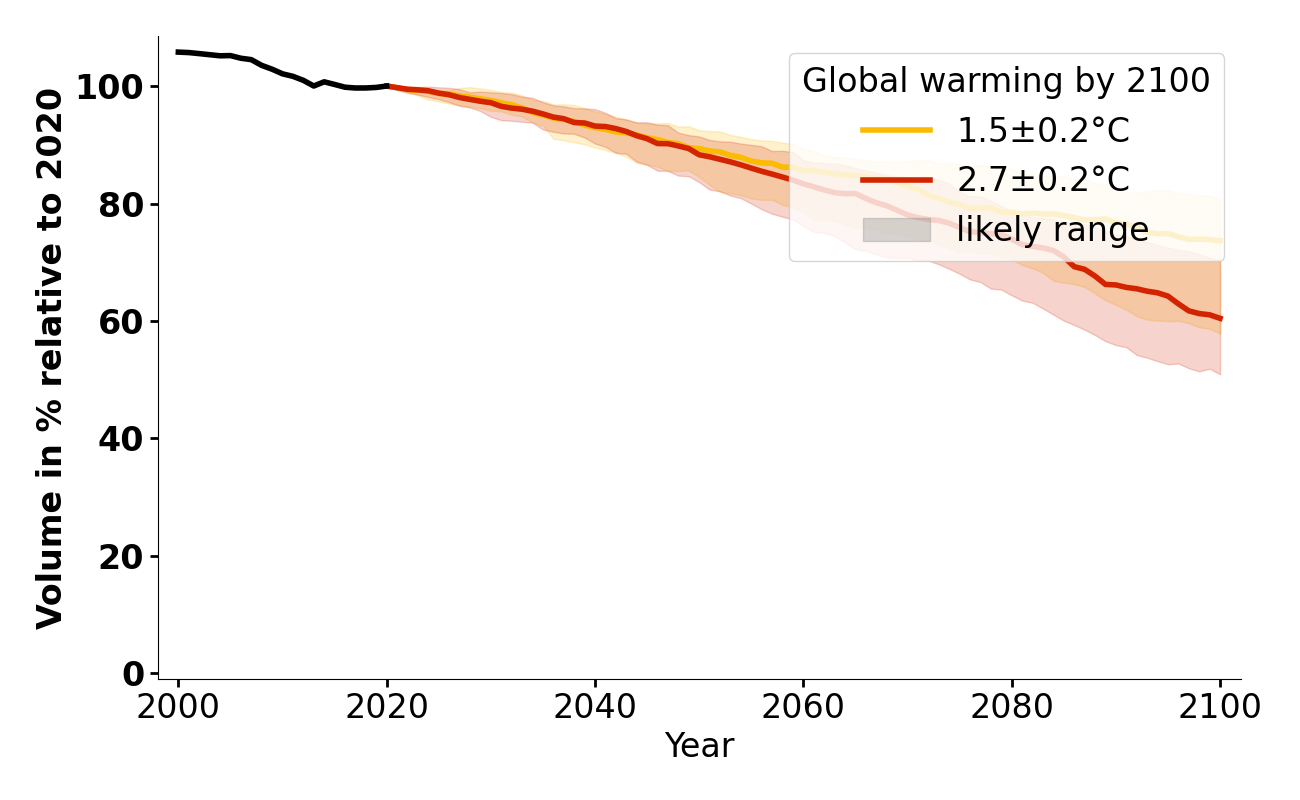 Volume in % relative to 2020
100
80
60
40
20
0
Global warming by 2100
1.5±0.2°C
2.7±0.2°C
likely range
2000 2020 2040 2060 2080 2100
Year